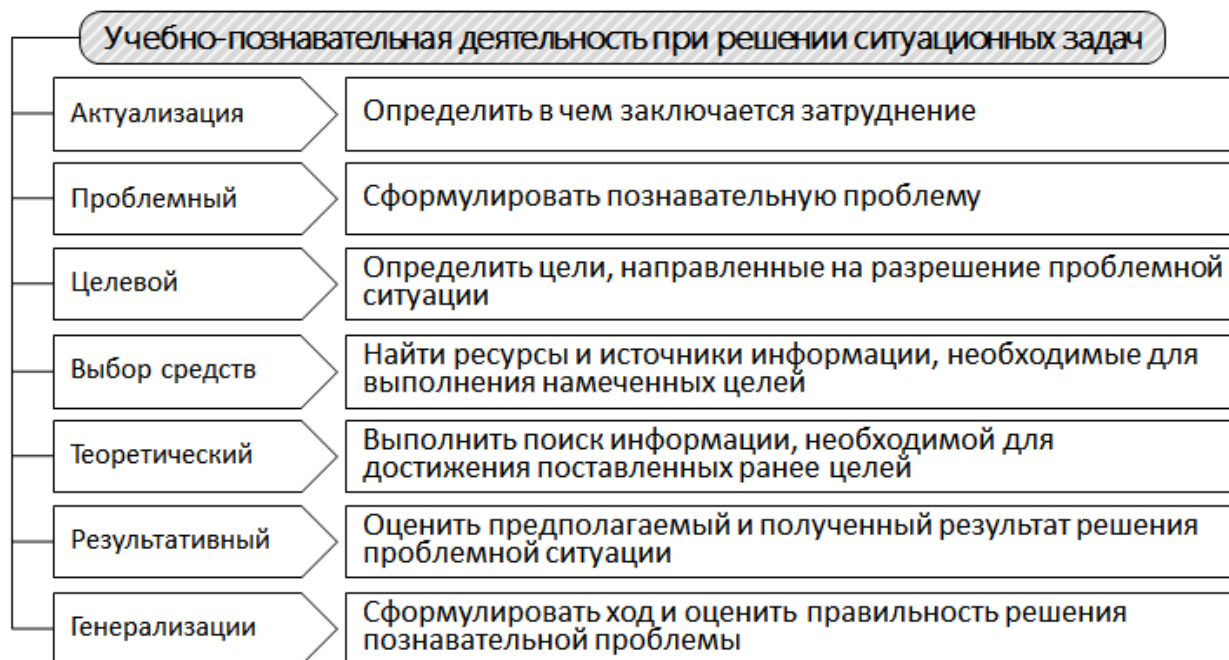 Учебно-познавательная деятельность при решении ситуационных задач
Актуализация
Определить в чем заключается затруднение
Проблемный
Сформулировать познавательную проблему
Целевой
Определить цели, направленные на разрешение проблемной
ситуации
Выбор средств
Найти ресурсы и источники информации, необходимые для
выполнения намеченных целей
Теоретический
Выполнить поиск информации, необходимой для
достижения поставленных ранее целей
Результативный
Оценить предполагаемый и полученный результат решения
проблемной ситуации
Генерализации
Сформулировать ход и оценить правильность решения
познавательной проблемы